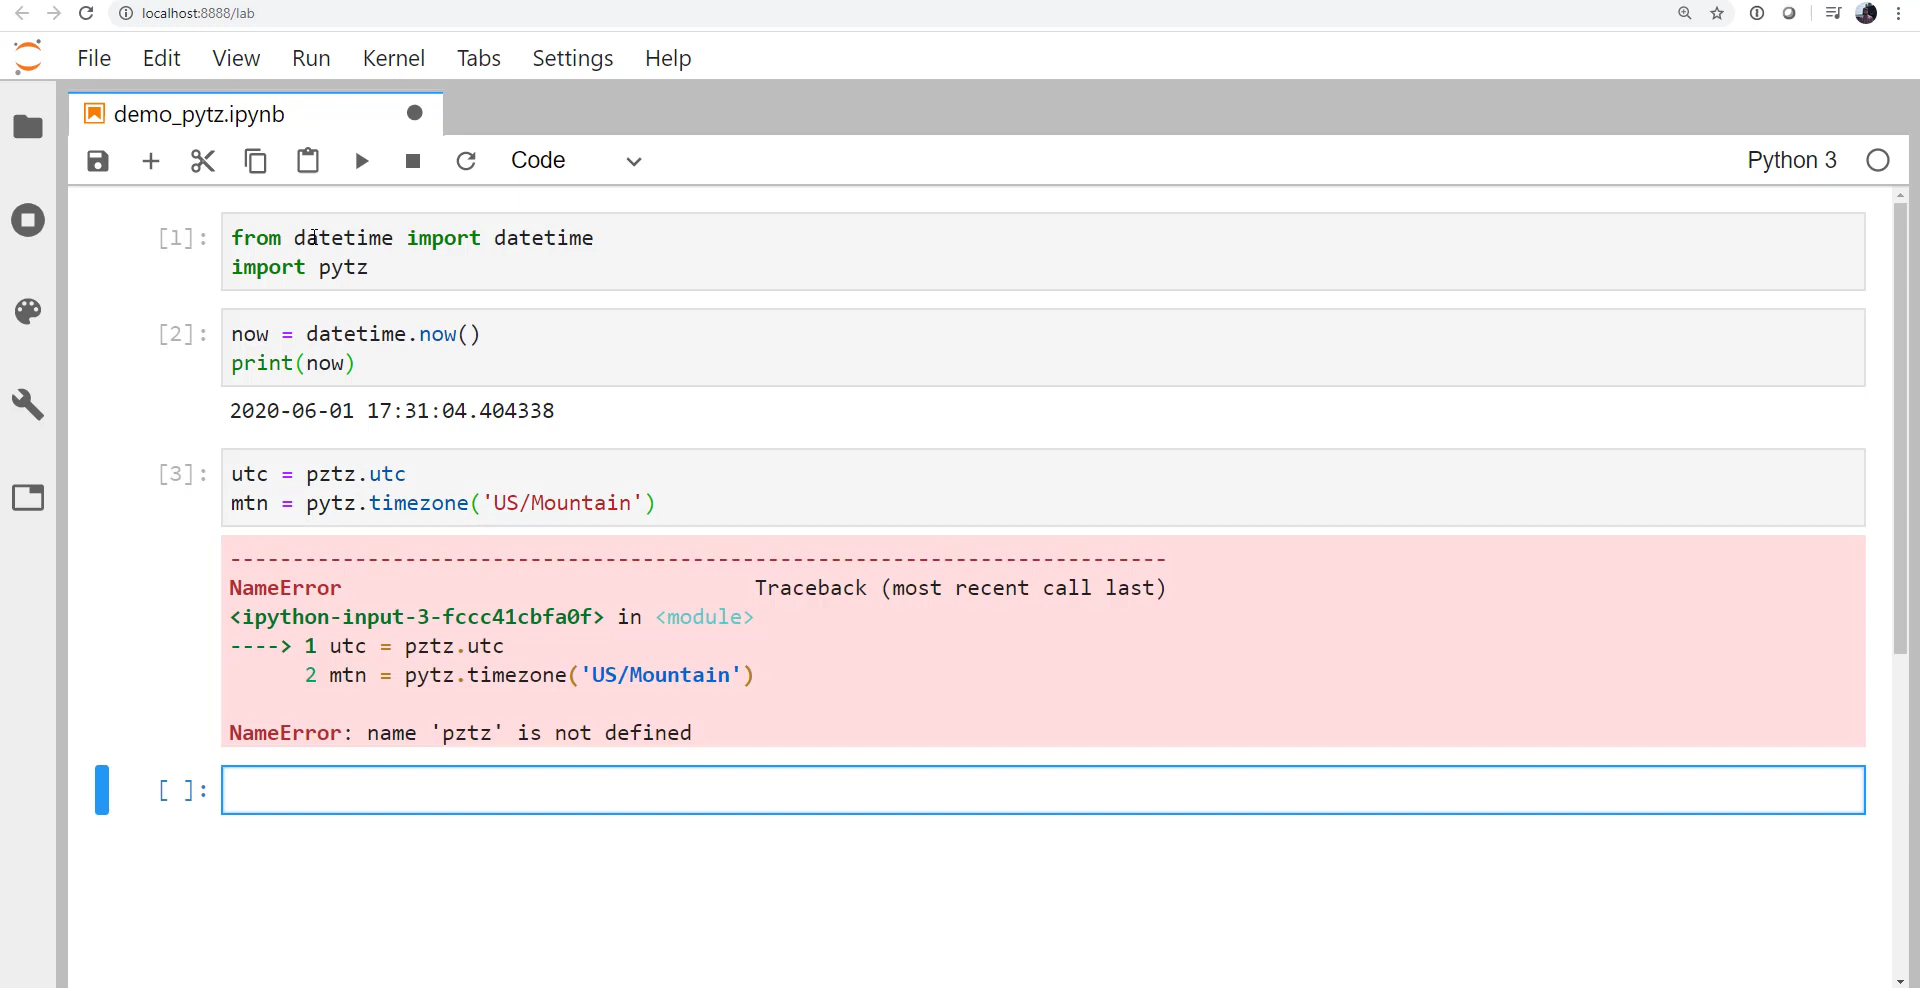 localhost:8888/lab
File Edit View Run Kernel Tabs Settings Help
demo_pytz.ipynb
Code
Python 3
[1]: from datetime import datetime
import pytz
[2]: now = datetime.now()
print(now)
2020-06-01 17:31:04.404338
[3]: utc = pztz.utc
mtn = pytz.timezone('US/Mountain')
---------------------------------------------------------------------------
NameError                                 Traceback (most recent call last)
<ipython-input-3-fccc41cbfa0f> in <module>
----> 1 utc = pztz.utc
      2 mtn = pytz.timezone('US/Mountain')
NameError: name 'pztz' is not defined
[ ]: